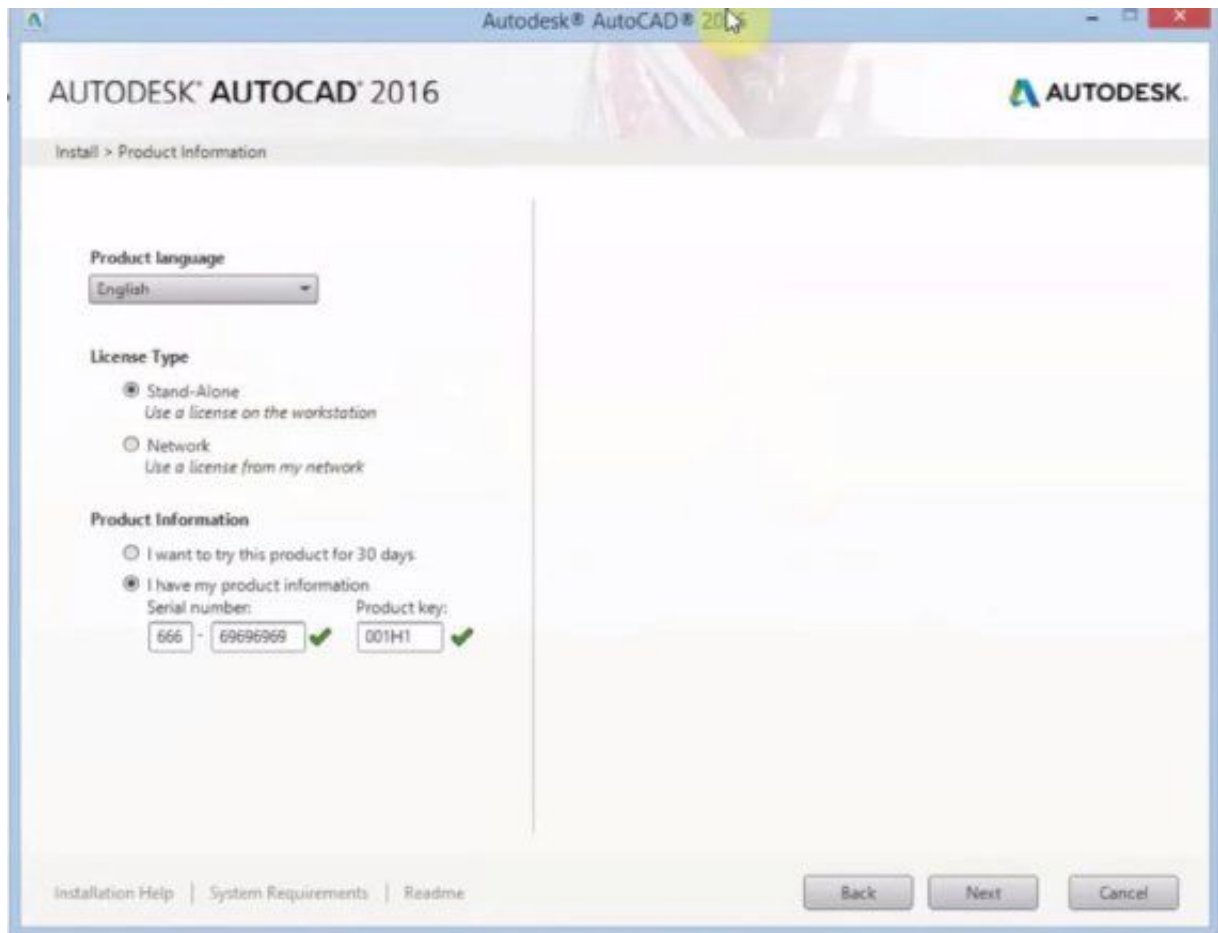 Autodesk® AutoCAD® 2016
AUTODESK® AUTOCAD® 2016
AUTODESK.
Install > Product Information
Product language
English
License Type
Stand-Alone
Use a license on the workstation
Network
Use a license from my network
Product Information
I want to try this product for 30 days
I have my product information
Serial number: Product key:
666 - 69696969 001H1
Installation Help | System Requirements | Readme
Back Next Cancel